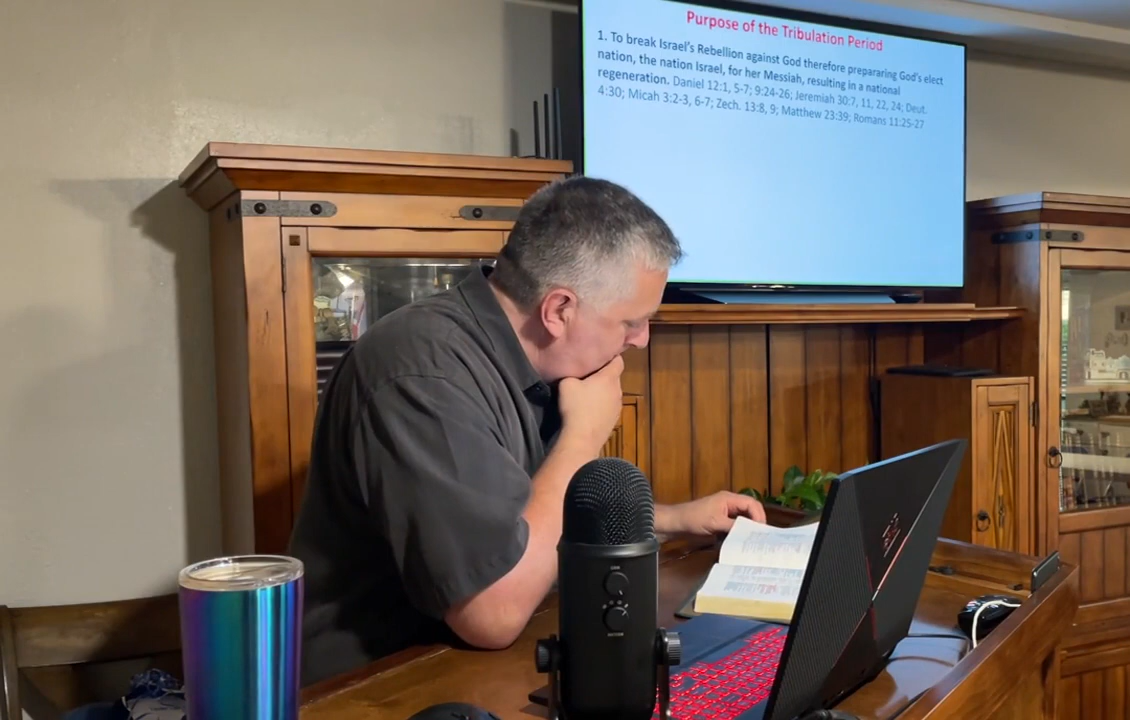 Purpose of the Tribulation Period
1. To break Israel's Rebellion against God therefore prepararing God's elect
nation, the nation Israel, for her Messiah, resulting in a national
regeneration. Daniel 12:1, 5-7; 9:24-26; Jeremiah 30:7, 11, 22, 24; Deut.
4:30; Micah 3:2-3, 6-7; Zech. 13:8, 9; Matthew 23:39; Romans 11:25-27